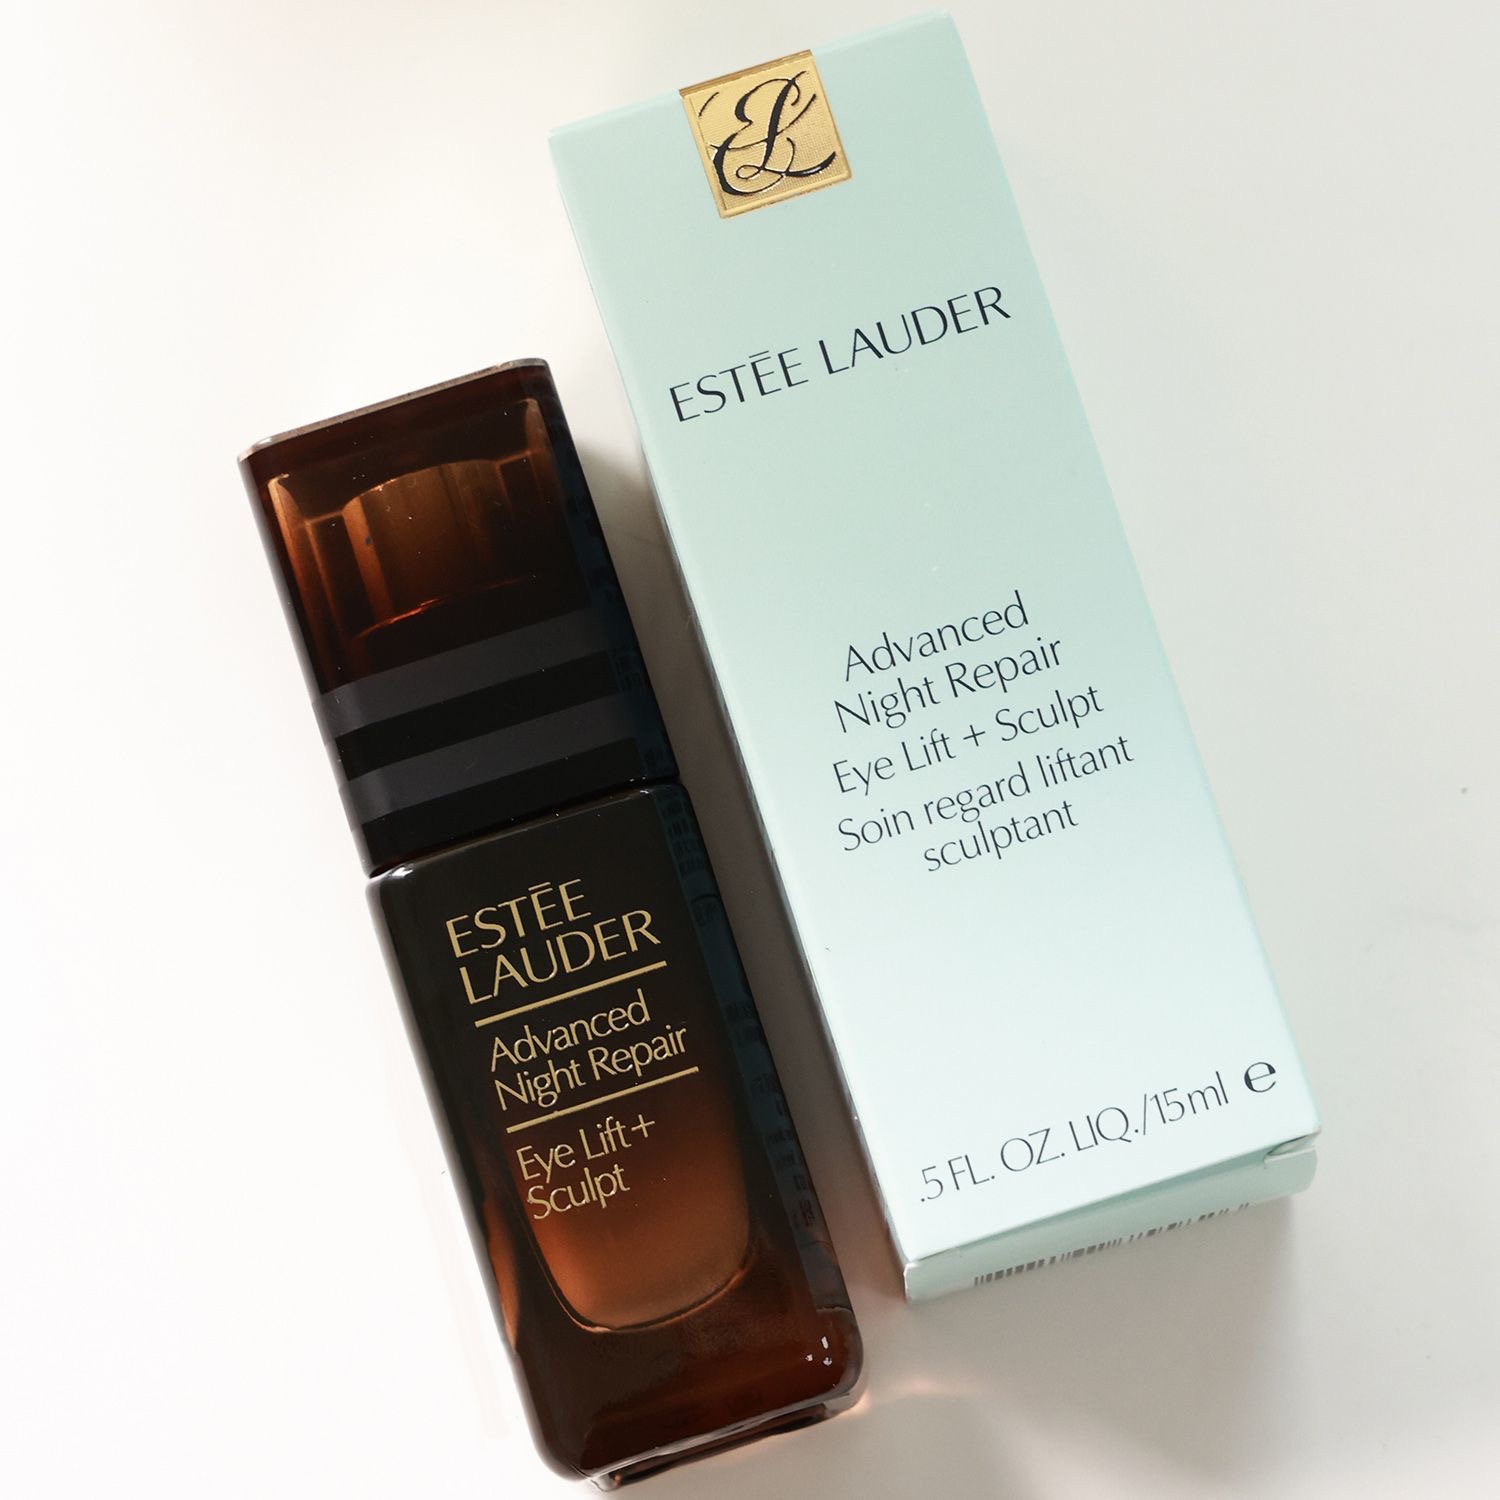 EL
ESTĒE LAUDER
Advanced
Night Repair
Eye Lift + Sculpt
Soin regard liftant
sculptant
.5 FL. OZ. LIQ./15ml ℮
ESTĒE
LAUDER
Advanced
Night Repair
Eye Lift+
Sculpt